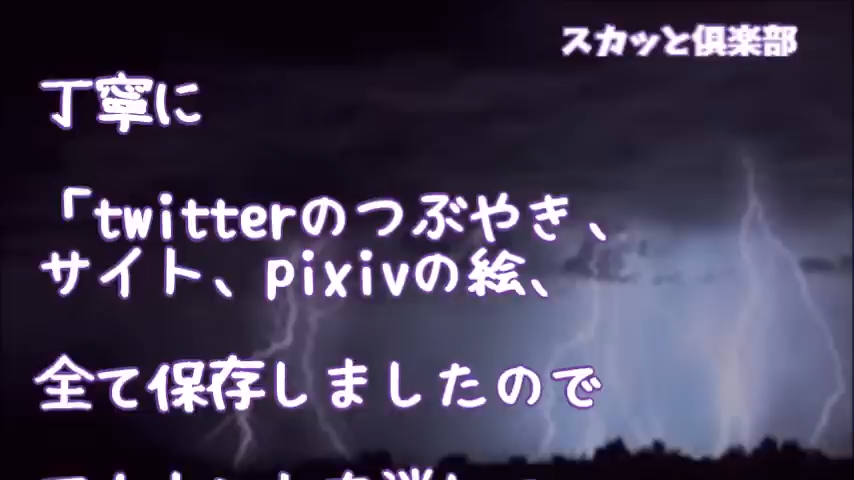 スカッと倶楽部
丁寧に
「twitterのつぶやき、
サイト、pixivの絵、
全て保存しましたので